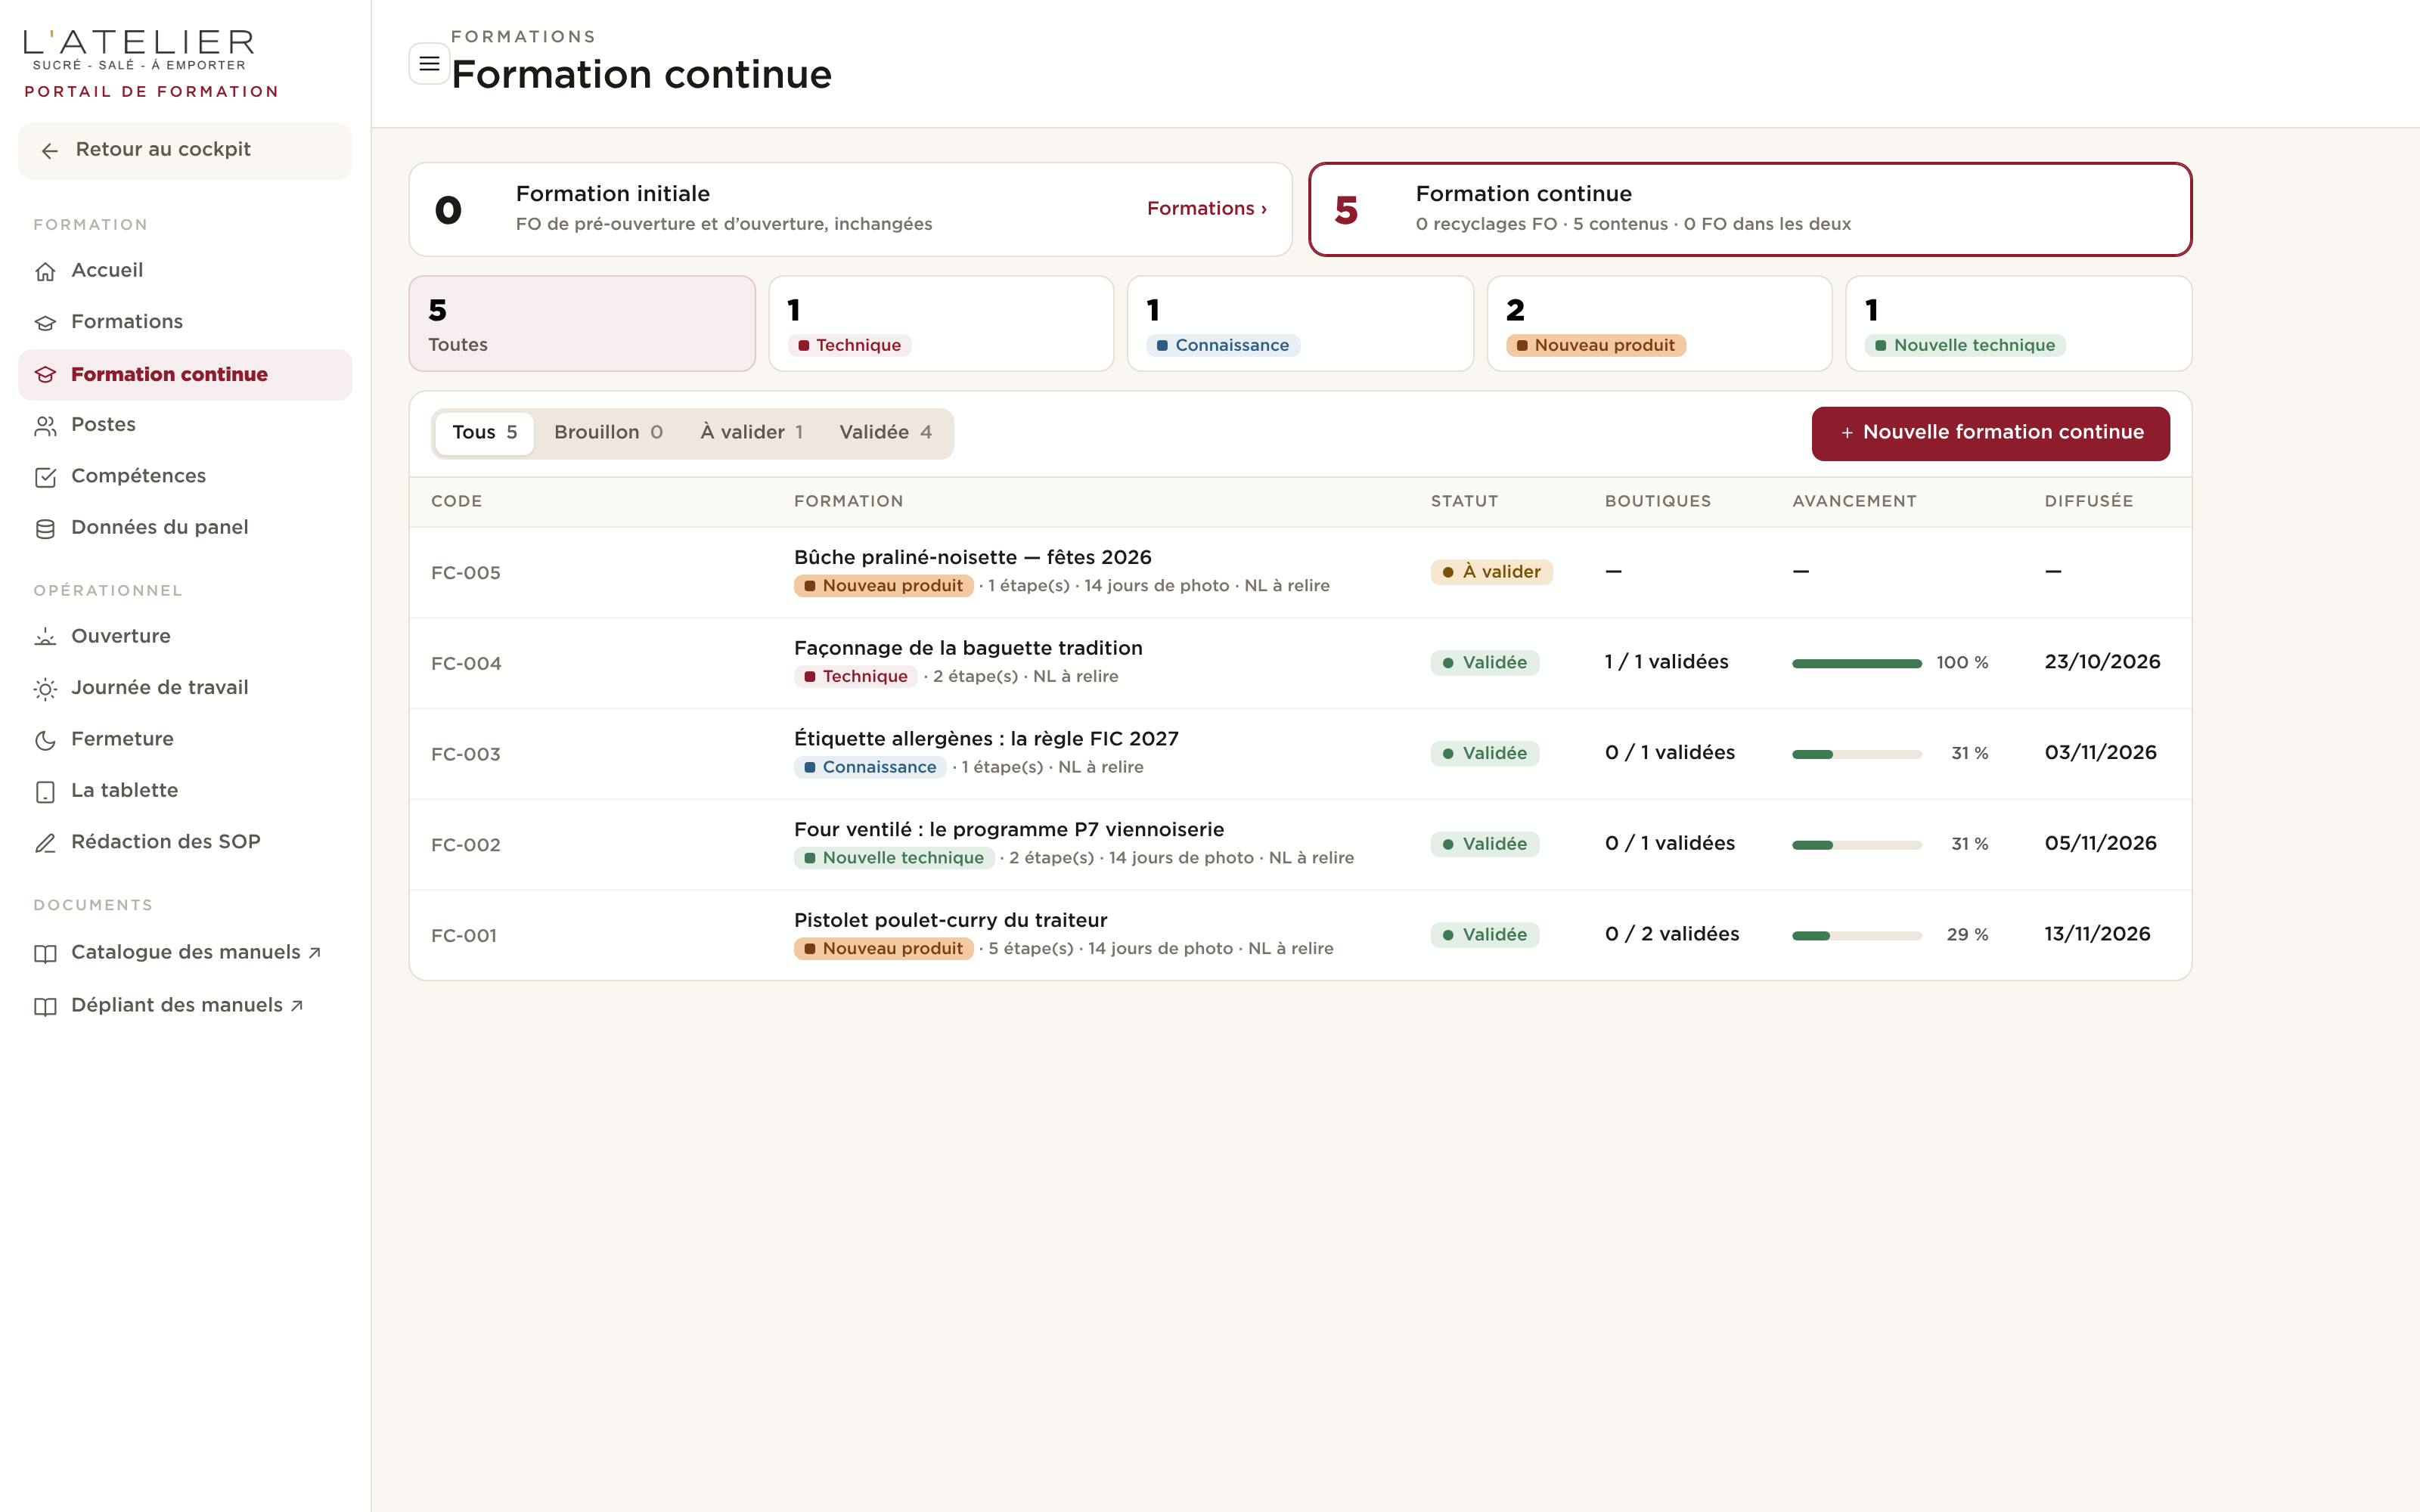 L'ATELIER
SUCRÉ - SALÉ - Á EMPORTER
PORTAIL DE FORMATION
Retour au cockpit
FORMATION
Accueil
Formations
Formation continue
Postes
Compétences
Données du panel
OPÉRATIONNEL
Ouverture
Journée de travail
Fermeture
La tablette
Rédaction des SOP
DOCUMENTS
Catalogue des manuels ↗
Dépliant des manuels ↗
FORMATIONS
Formation continue
0
Formation initiale
FO de pré-ouverture et d’ouverture, inchangées
Formations ›
5
Formation continue
0 recyclages FO · 5 contenus · 0 FO dans les deux
5
Toutes
1
Technique
1
Connaissance
2
Nouveau produit
1
Nouvelle technique
Tous 5 Brouillon 0 À valider 1 Validée 4
+ Nouvelle formation continue
CODE FORMATION STATUT BOUTIQUES AVANCEMENT DIFFUSÉE
FC-005
Bûche praliné-noisette — fêtes 2026
Nouveau produit · 1 étape(s) · 14 jours de photo · NL à relire
À valider — — —
FC-004
Façonnage de la baguette tradition
Technique · 2 étape(s) · NL à relire
Validée 1 / 1 validées 100 % 23/10/2026
FC-003
Étiquette allergènes : la règle FIC 2027
Connaissance · 1 étape(s) · NL à relire
Validée 0 / 1 validées 31 % 03/11/2026
FC-002
Four ventilé : le programme P7 viennoiserie
Nouvelle technique · 2 étape(s) · 14 jours de photo · NL à relire
Validée 0 / 1 validées 31 % 05/11/2026
FC-001
Pistolet poulet-curry du traiteur
Nouveau produit · 5 étape(s) · 14 jours de photo · NL à relire
Validée 0 / 2 validées 29 % 13/11/2026